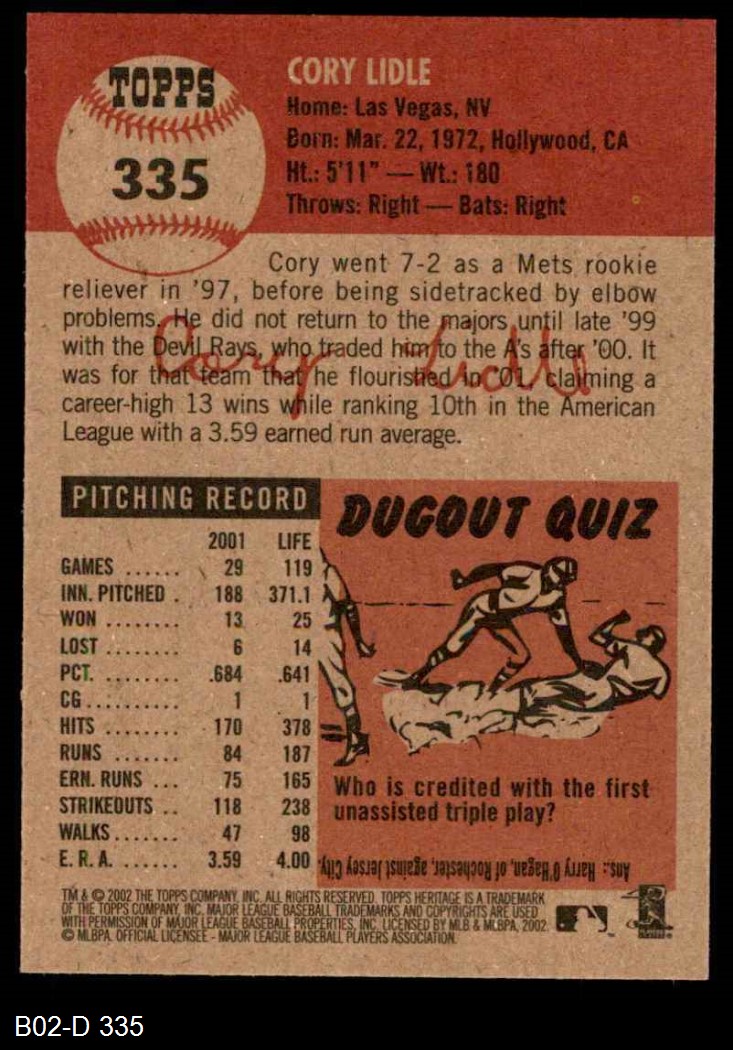 TOPPS
335
CORY LIDLE
Home: Las Vegas, NV
Born: Mar. 22, 1972, Hollywood, CA
Ht.: 5'11" — Wt.: 180
Throws: Right — Bats: Right
Cory went 7-2 as a Mets rookie
reliever in '97, before being sidetracked by elbow
problems. He did not return to the majors until late '99
with the Devil Rays, who traded him to the A's after '00. It
was for that team that he flourished in '01, claiming a
career-high 13 wins while ranking 10th in the American
League with a 3.59 earned run average.
Cory Lidle
PITCHING RECORD
2001 LIFE
GAMES ...... 29 119
INN. PITCHED . 188 371.1
WON ........ 13 25
LOST ........ 6 14
PCT. ........ .684 .641
CG.......... 1 1
HITS ........ 170 378
RUNS ....... 84 187
ERN. RUNS ... 75 165
STRIKEOUTS .. 118 238
WALKS....... 47 98
E. R. A. ...... 3.59 4.00
DUGOUT QUIZ
Who is credited with the first
unassisted triple play?
Ans.: Harry O'Hagan, of Rochester, against Jersey City.
TM & © 2002 THE TOPPS COMPANY, INC. ALL RIGHTS RESERVED. TOPPS HERITAGE IS A TRADEMARK
OF THE TOPPS COMPANY, INC. MAJOR LEAGUE BASEBALL TRADEMARKS AND COPYRIGHTS ARE USED
WITH PERMISSION OF MAJOR LEAGUE BASEBALL PROPERTIES, INC. LICENSED BY MLB & MLBPA, 2002.
© MLBPA. OFFICIAL LICENSEE - MAJOR LEAGUE BASEBALL PLAYERS ASSOCIATION.
B02-D 335